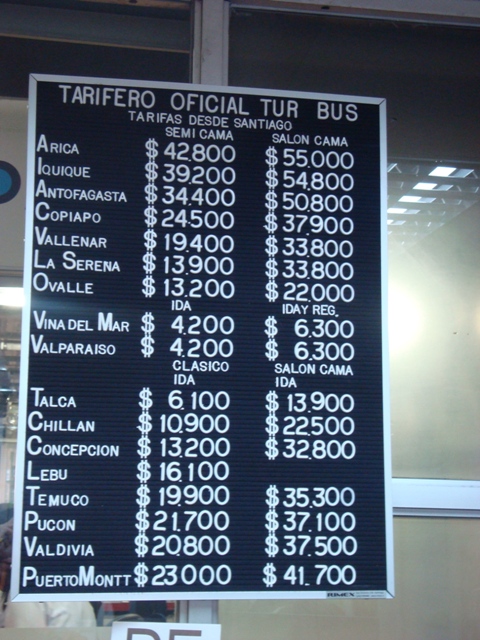 TARIFERO OFICIAL TUR BUS
TARIFAS DESDE SANTIAGO
SEMI CAMA SALON CAMA
ARICA $ 42.800 $ 55.000
IQUIQUE $ 39.200 $ 54.800
ANTOFAGASTA $ 34.400 $ 50.800
COPIAPO $ 24.500 $ 37.900
VALLENAR $ 19.400 $ 33.800
LA SERENA $ 13.900 $ 33.800
OVALLE $ 13.200 $ 22.000
IDA IDA Y REG.
VINA DEL MAR $ 4.200 $ 6.300
VALPARAISO $ 4.200 $ 6.300
CLASICO SALON CAMA
IDA IDA
TALCA $ 6.100 $ 13.900
CHILLAN $ 10.900 $ 22.500
CONCEPCION $ 13.200 $ 32.800
LEBU $ 16.100
TEMUCO $ 19.900 $ 35.300
PUCON $ 21.700 $ 37.100
VALDIVIA $ 20.800 $ 37.500
PUERTO MONTT $ 23000 $ 41.700